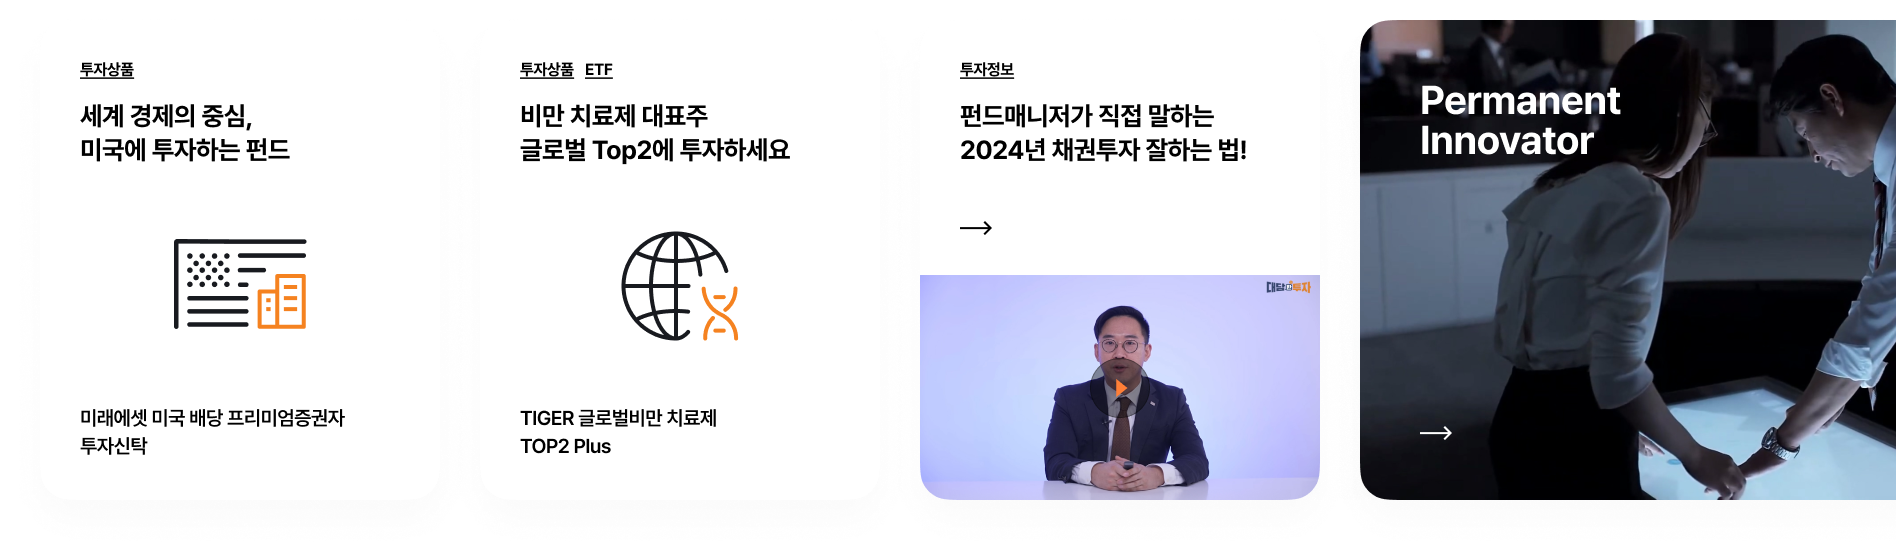 투자상품
세계 경제의 중심,
미국에 투자하는 펀드
미래에셋 미국 배당 프리미엄증권자
투자신탁
투자상품 ETF
비만 치료제 대표주
글로벌 Top2에 투자하세요
TIGER 글로벌비만 치료제
TOP2 Plus
투자정보
펀드매니저가 직접 말하는
2024년 채권투자 잘하는 법!
Permanent
Innovator